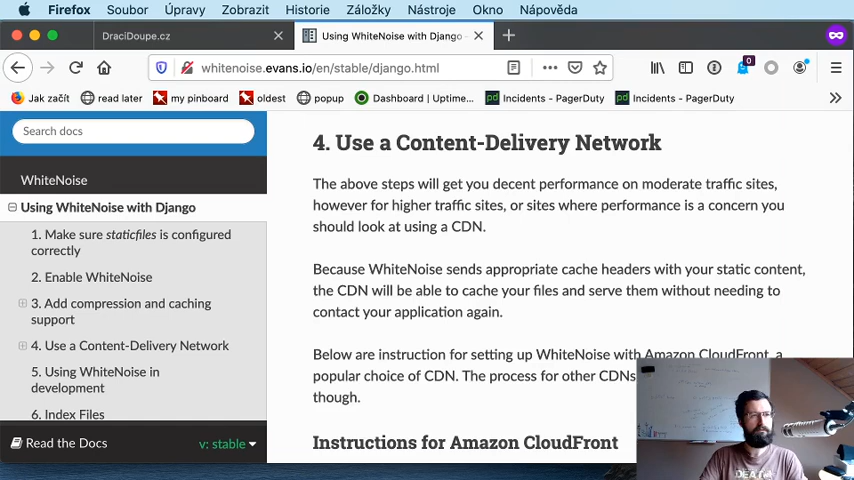 Firefox Soubor Úpravy Zobrazit Historie Záložky Nástroje Okno Nápověda
DraciDoupe.cz
Using WhiteNoise with Django
whitenoise.evans.io/en/stable/django.html
0
Jak začít read later my pinboard oldest popup Dashboard | Uptime... Incidents - PagerDuty Incidents - PagerDuty
Search docs
WhiteNoise
Using WhiteNoise with Django
1. Make sure staticfiles is configured
correctly
2. Enable WhiteNoise
3. Add compression and caching
support
4. Use a Content-Delivery Network
5. Using WhiteNoise in
development
6. Index Files
Read the Docs v: stable
4. Use a Content-Delivery Network
The above steps will get you decent performance on moderate traffic sites,
however for higher traffic sites, or sites where performance is a concern you
should look at using a CDN.
Because WhiteNoise sends appropriate cache headers with your static content,
the CDN will be able to cache your files and serve them without needing to
contact your application again.
Below are instruction for setting up WhiteNoise with Amazon CloudFront, a
popular choice of CDN. The process for other CDNs
though.
Instructions for Amazon CloudFront
DEATH